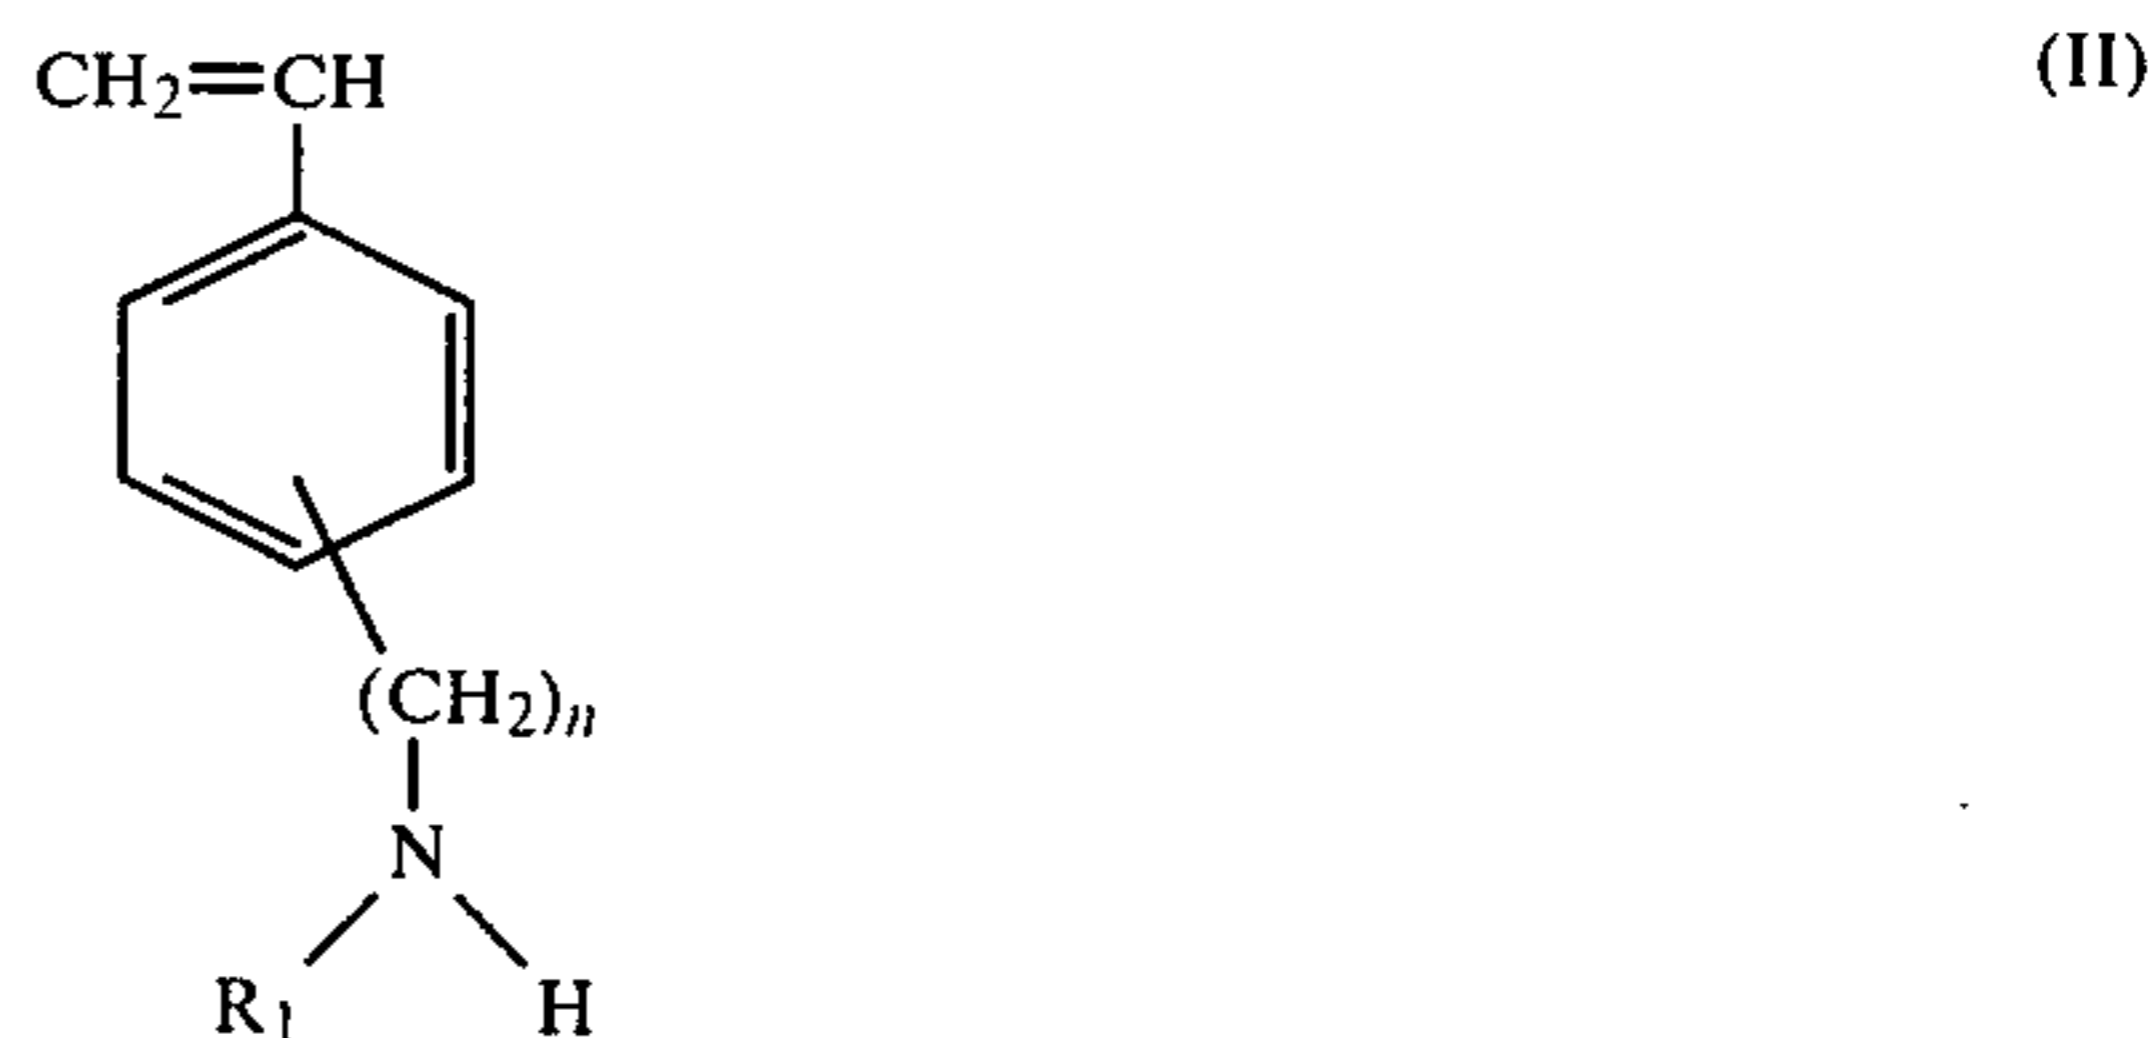 CH₂=CH (II)
(CH₂)ₙ
N
R₁ H